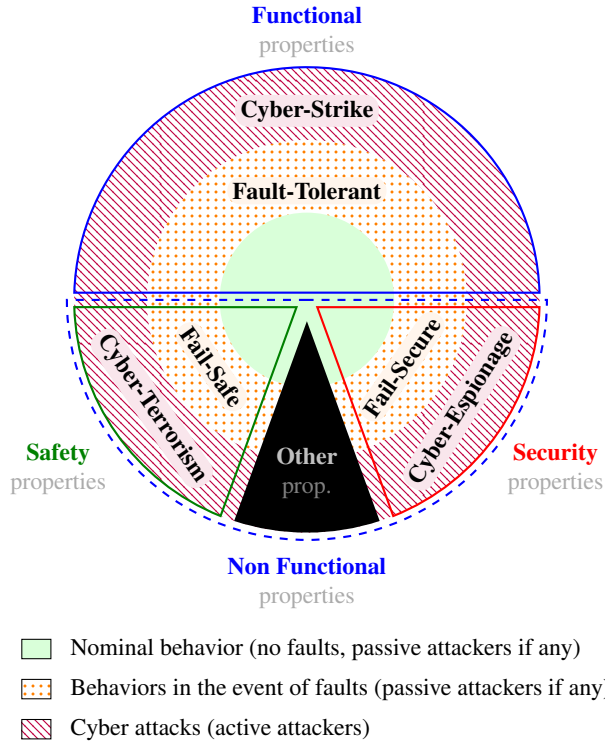 Functional
properties
Cyber-Strike
Fault-Tolerant
Fail-Safe
Fail-Secure
Cyber-Terrorism
Cyber-Espionage
Safety
properties
Other
prop.
Security
properties
Non Functional
properties
Nominal behavior (no faults, passive attackers if any)
Behaviors in the event of faults (passive attackers if any)
Cyber attacks (active attackers)